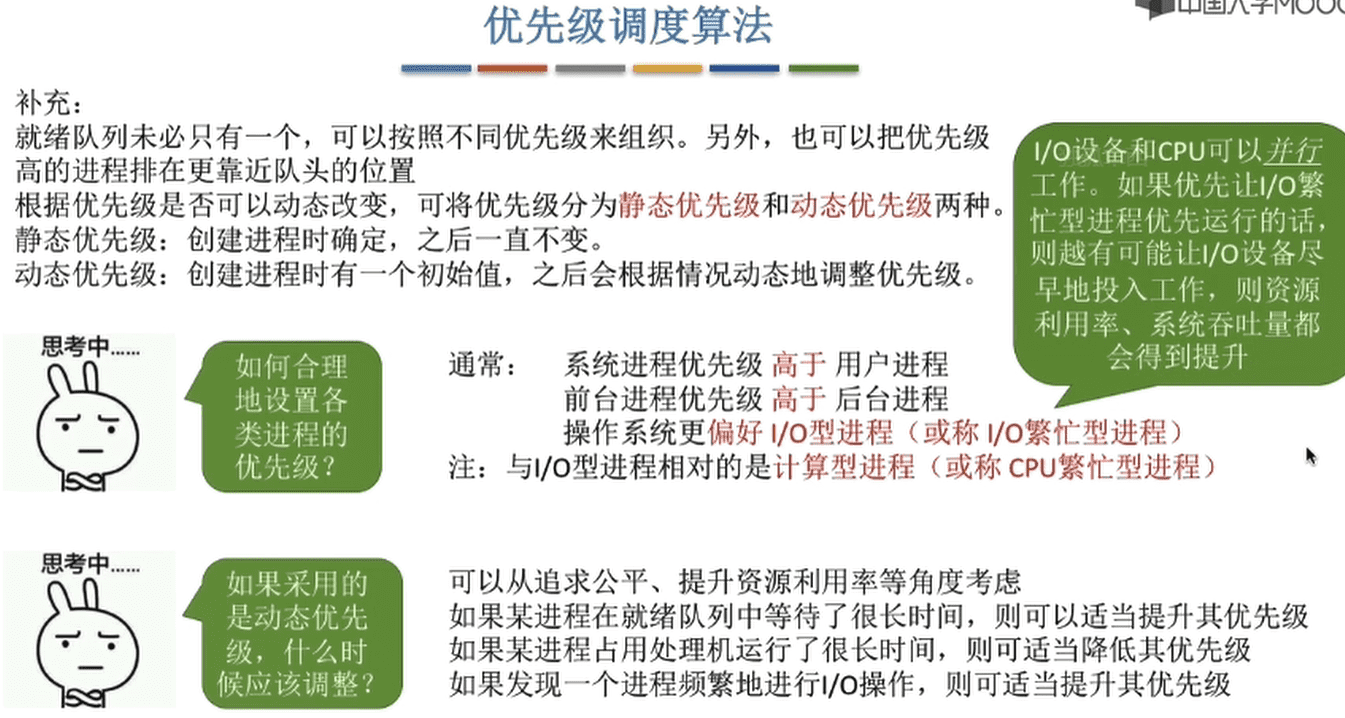 中国大学MOOC
优先级调度算法
补充：
就绪队列未必只有一个，可以按照不同优先级来组织。另外，也可以把优先级
高的进程排在更靠近队头的位置
根据优先级是否可以动态改变，可将优先级分为静态优先级和动态优先级两种。
静态优先级：创建进程时确定，之后一直不变。
动态优先级：创建进程时有一个初始值，之后会根据情况动态地调整优先级。
I/O设备和CPU可以并行
工作。如果优先让I/O繁
忙型进程优先运行的话，
则越有可能让I/O设备尽
早地投入工作，则资源
利用率、系统吞吐量都
会得到提升
思考中……
如何合理
地设置各
类进程的
优先级？
通常： 系统进程优先级 高于 用户进程
前台进程优先级 高于 后台进程
操作系统更偏好 I/O型进程（或称 I/O繁忙型进程）
注：与I/O型进程相对的是计算型进程（或称 CPU繁忙型进程）
思考中……
如果采用的
是动态优先
级，什么时
候应该调整？
可以从追求公平、提升资源利用率等角度考虑
如果某进程在就绪队列中等待了很长时间，则可以适当提升其优先级
如果某进程占用处理机运行了很长时间，则可适当降低其优先级
如果发现一个进程频繁地进行I/O操作，则可适当提升其优先级